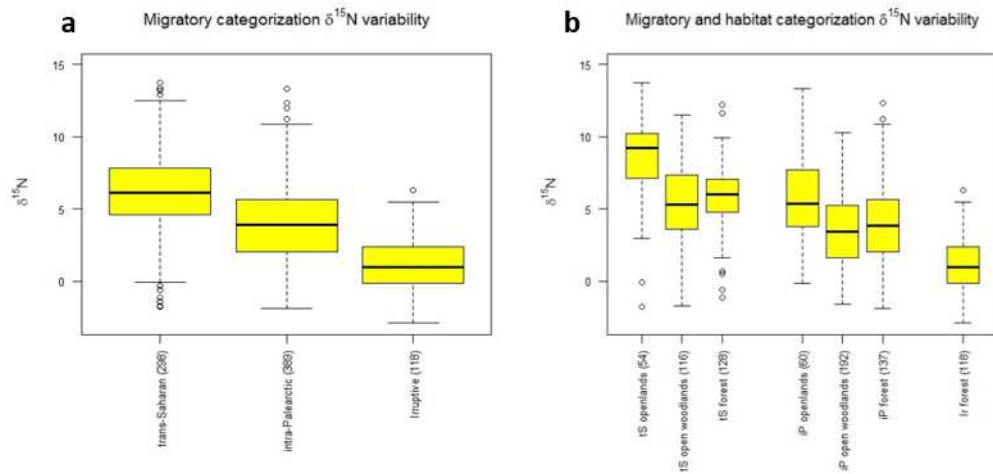 a
Migratory categorization δ¹⁵N variability
δ¹⁵N
15
10
5
0
trans-Saharan (298)
intra-Palearctic (389)
Irruptive (118)
b
Migratory and habitat categorization δ¹⁵N variability
δ¹⁵N
15
10
5
0
tS openlands (54)
tS open woodlands (116)
tS forest (128)
iP openlands (60)
iP open woodlands (192)
iP forest (137)
Ir forest (118)